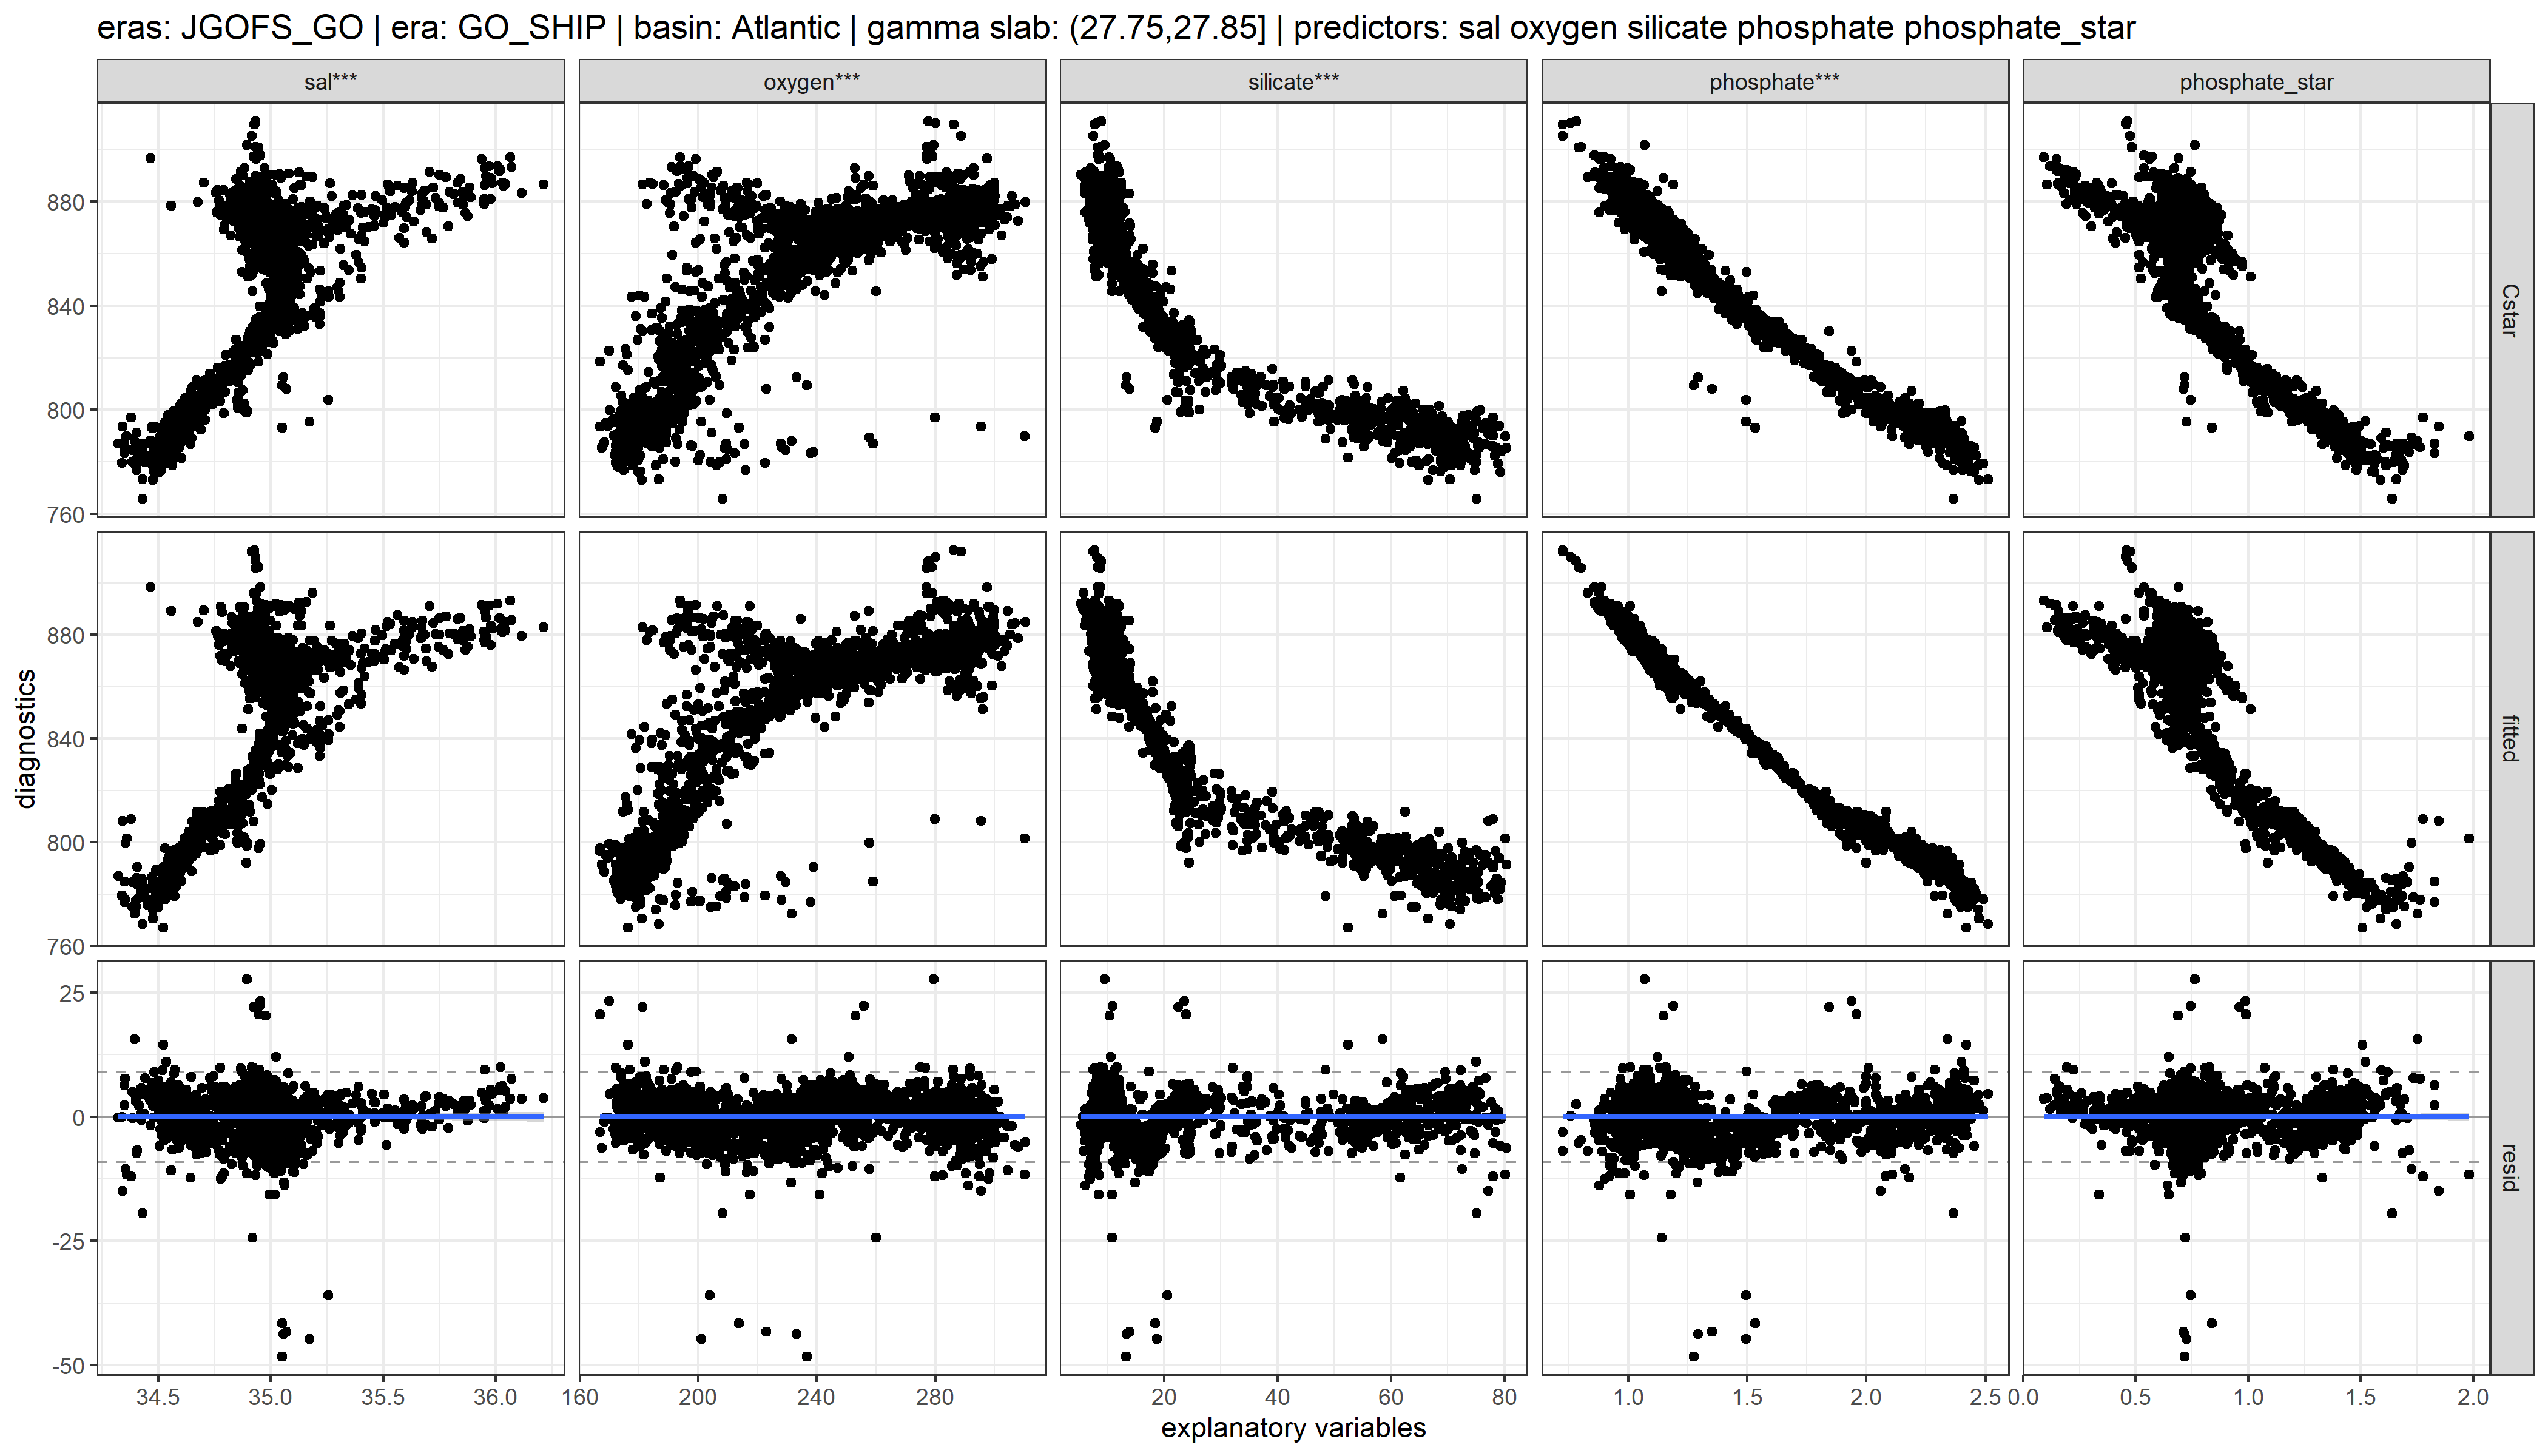 eras: JGOFS_GO | era: GO_SHIP | basin: Atlantic | gamma slab: (27.75,27.85] | predictors: sal oxygen silicate phosphate phosphate_star
sal*** oxygen*** silicate*** phosphate*** phosphate_star
880
840
800
760
Cstar
880
840
800
760
fitted
diagnostics
25
0
-25
-50
resid
34.5 35.0 35.5 36.0 160 200 240 280 20 40 60 80 1.0 1.5 2.0 2.5 0.0 0.5 1.0 1.5 2.0
explanatory variables